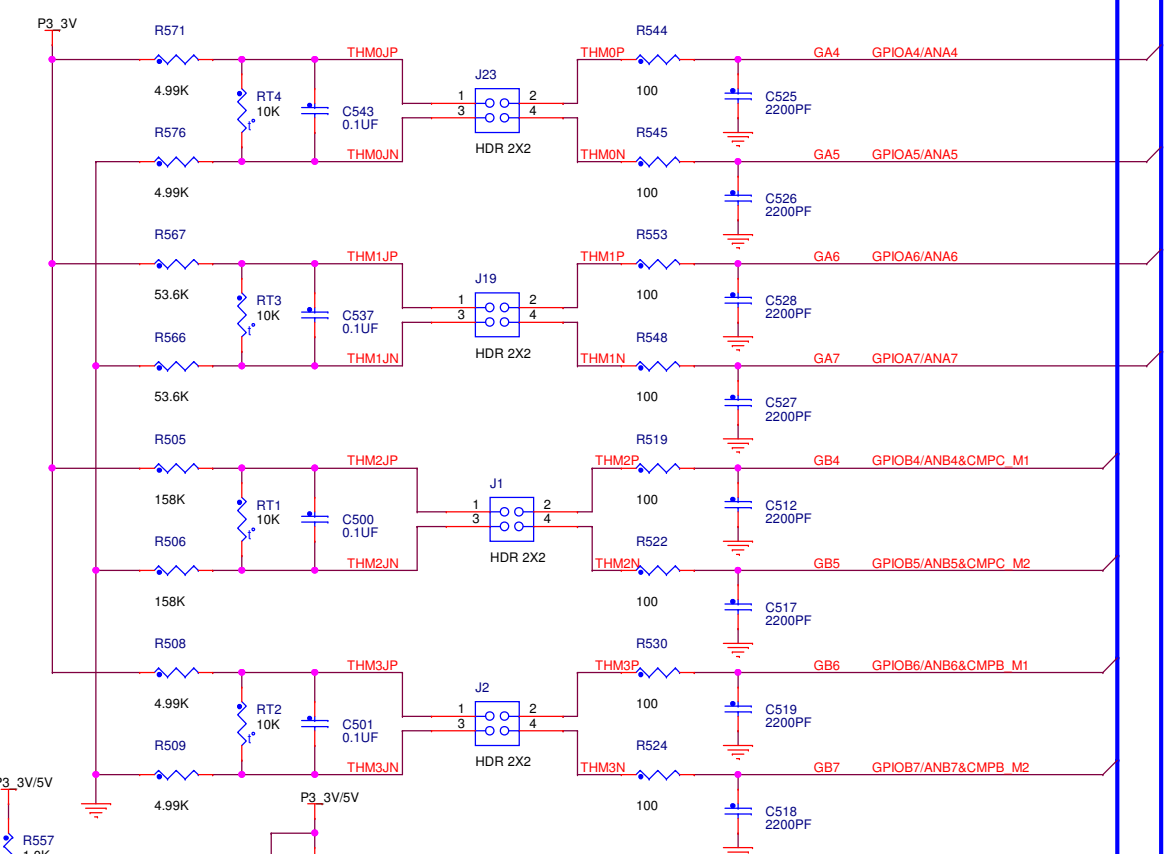 P3_3V
R571 R544
THM0JP THM0P GA4 GPIOA4/ANA4
J23
4.99K RT4 10K t° C543 0.1UF 1 2 3 4 100 C525 2200PF
R576 HDR 2X2 R545
THM0JN THM0N GA5 GPIOA5/ANA5
4.99K 100 C526 2200PF
R567 R553
THM1JP THM1P GA6 GPIOA6/ANA6
J19
53.6K RT3 10K t° C537 0.1UF 1 2 3 4 100 C528 2200PF
R566 HDR 2X2 R548
THM1JN THM1N GA7 GPIOA7/ANA7
53.6K 100 C527 2200PF
R505 R519
THM2JP THM2P GB4 GPIOB4/ANB4&CMPC_M1
J1
158K RT1 10K t° C500 0.1UF 1 2 3 4 100 C512 2200PF
R506 HDR 2X2 R522
THM2JN THM2N GB5 GPIOB5/ANB5&CMPC_M2
158K 100 C517 2200PF
R508 R530
THM3JP THM3P GB6 GPIOB6/ANB6&CMPB_M1
J2
4.99K RT2 10K t° C501 0.1UF 1 2 3 4 100 C519 2200PF
R509 HDR 2X2 R524
THM3JN THM3N GB7 GPIOB7/ANB7&CMPB_M2
P3_3V/5V
4.99K P3_3V/5V 100 C518 2200PF
R557